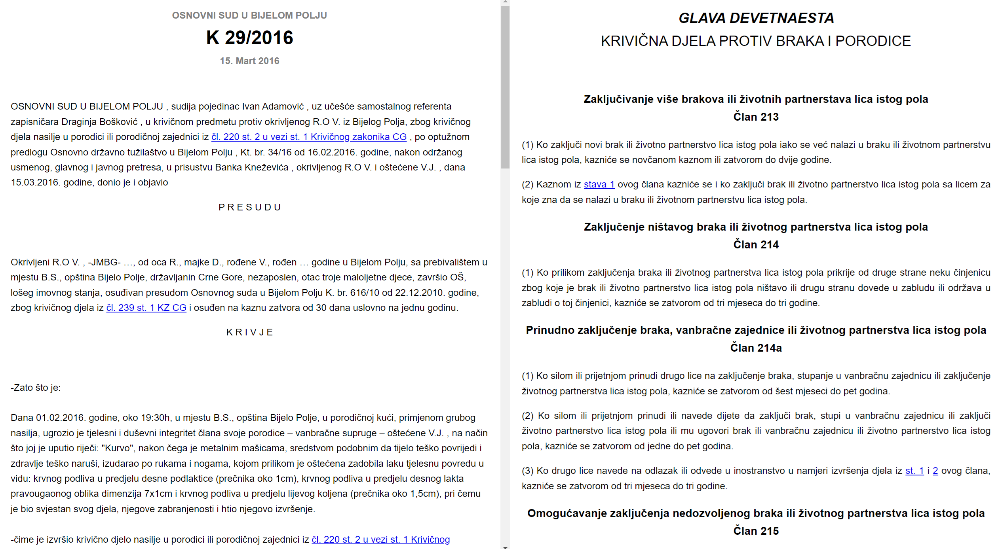 OSNOVNI SUD U BIJELOM POLJU
K 29/2016
15. Mart 2016
OSNOVNI SUD U BIJELOM POLJU , sudija pojedinac Ivan Adamović , uz učešće samostalnog referenta
zapisničara Draginja Bošković , u krivičnom predmetu protiv okrivljenog R.O V. iz Bijelog Polja, zbog krivičnog
djela nasilje u porodici ili porodičnoj zajednici iz čl. 220 st. 2 u vezi st. 1 Krivičnog zakonika CG , po optužnom
predlogu Osnovno državno tužilaštvo u Bijelom Polju , Kt. br. 34/16 od 16.02.2016. godine, nakon održanog
usmenog, glavnog i javnog pretresa, u prisustvu Banka Kneževića , okrivljenog R.O V. i oštećene V.J. , dana
15.03.2016. godine, donio je i objavio
P R E S U D U
Okrivljeni R.O V. , -JMBG- …, od oca R., majke D., rođene V., rođen … godine u Bijelom Polju, sa prebivalištem u
mjestu B.S., opština Bijelo Polje, državljanin Crne Gore, nezaposlen, otac troje maloljetne djece, završio OŠ,
lošeg imovnog stanja, osuđivan presudom Osnovnog suda u Bijelom Polju K. br. 616/10 od 22.12.2010. godine,
zbog krivičnog djela iz čl. 239 st. 1 KZ CG i osuđen na kaznu zatvora od 30 dana uslovno na jednu godinu.
K R I V J E
-Zato što je:
Dana 01.02.2016. godine, oko 19:30h, u mjestu B.S., opština Bijelo Polje, u porodičnoj kući, primjenom grubog
nasilja, ugrozio je tjelesni i duševni integritet člana svoje porodice – vanbračne supruge – oštećene V.J. , na način
što joj je uputio riječi: "Kurvo", nakon čega je metalnim mašicama, sredstvom podobnim da tijelo teško povrijedi i
zdravlje teško naruši, izudarao po rukama i nogama, kojom prilikom je oštećena zadobila laku tjelesnu povredu u
vidu: krvnog podliva u predjelu desne podlaktice (prečnika oko 1cm), krvnog podliva u predjelu desnog lakta
pravougaonog oblika dimenzija 7x1cm i krvnog podliva u predjelu lijevog koljena (prečnika oko 1,5cm), pri čemu
je bio svjestan svog djela, njegove zabranjenosti i htio njegovo izvršenje.
-čime je izvršio krivično djelo nasilje u porodici ili porodičnoj zajednici iz čl. 220 st. 2 u vezi st. 1 Krivičnog
GLAVA DEVETNAESTA
KRIVIČNA DJELA PROTIV BRAKA I PORODICE
Zaključivanje više brakova ili životnih partnerstava lica istog pola
Član 213
(1) Ko zaključi novi brak ili životno partnerstvo lica istog pola iako se već nalazi u braku ili životnom partnerstvu
lica istog pola, kazniće se novčanom kaznom ili zatvorom do dvije godine.
(2) Kaznom iz stava 1 ovog člana kazniće se i ko zaključi brak ili životno partnerstvo lica istog pola sa licem za
koje zna da se nalazi u braku ili životnom partnerstvu lica istog pola.
Zaključenje ništavog braka ili životnog partnerstva lica istog pola
Član 214
(1) Ko prilikom zaključenja braka ili životnog partnerstva lica istog pola prikrije od druge strane neku činjenicu
zbog koje je brak ili životno partnerstvo lica istog pola ništavo ili drugu stranu dovede u zabludu ili održava u
zabludi o toj činjenici, kazniće se zatvorom od tri mjeseca do tri godine.
Prinudno zaključenje braka, vanbračne zajednice ili životnog partnerstva lica istog pola
Član 214a
(1) Ko silom ili prijetnjom prinudi drugo lice na zaključenje braka, stupanje u vanbračnu zajednicu ili zaključenje
životnog partnerstva lica istog pola, kazniće se zatvorom od šest mjeseci do pet godina.
(2) Ko silom ili prijetnjom prinudi ili navede dijete da zaključi brak, stupi u vanbračnu zajednicu ili zaključi
životno partnerstvo lica istog pola ili mu ugovori brak ili vanbračnu zajednicu ili životno partnerstvo lica istog
pola, kazniće se zatvorom od jedne do pet godina.
(3) Ko drugo lice navede na odlazak ili odvede u inostranstvo u namjeri izvršenja djela iz st. 1 i 2 ovog člana,
kazniće se zatvorom od tri mjeseca do tri godine.
Omogućavanje zaključenja nedozvoljenog braka ili životnog partnerstva lica istog pola
Član 215